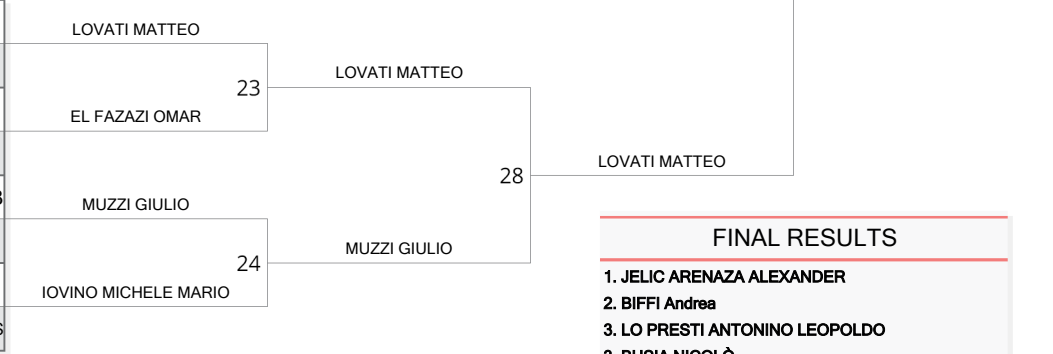 LOVATI MATTEO
23
LOVATI MATTEO
EL FAZAZI OMAR
28
LOVATI MATTEO
MUZZI GIULIO
24
MUZZI GIULIO
IOVINO MICHELE MARIO
FINAL RESULTS
1. JELIC ARENAZA ALEXANDER
2. BIFFI Andrea
3. LO PRESTI ANTONINO LEOPOLDO